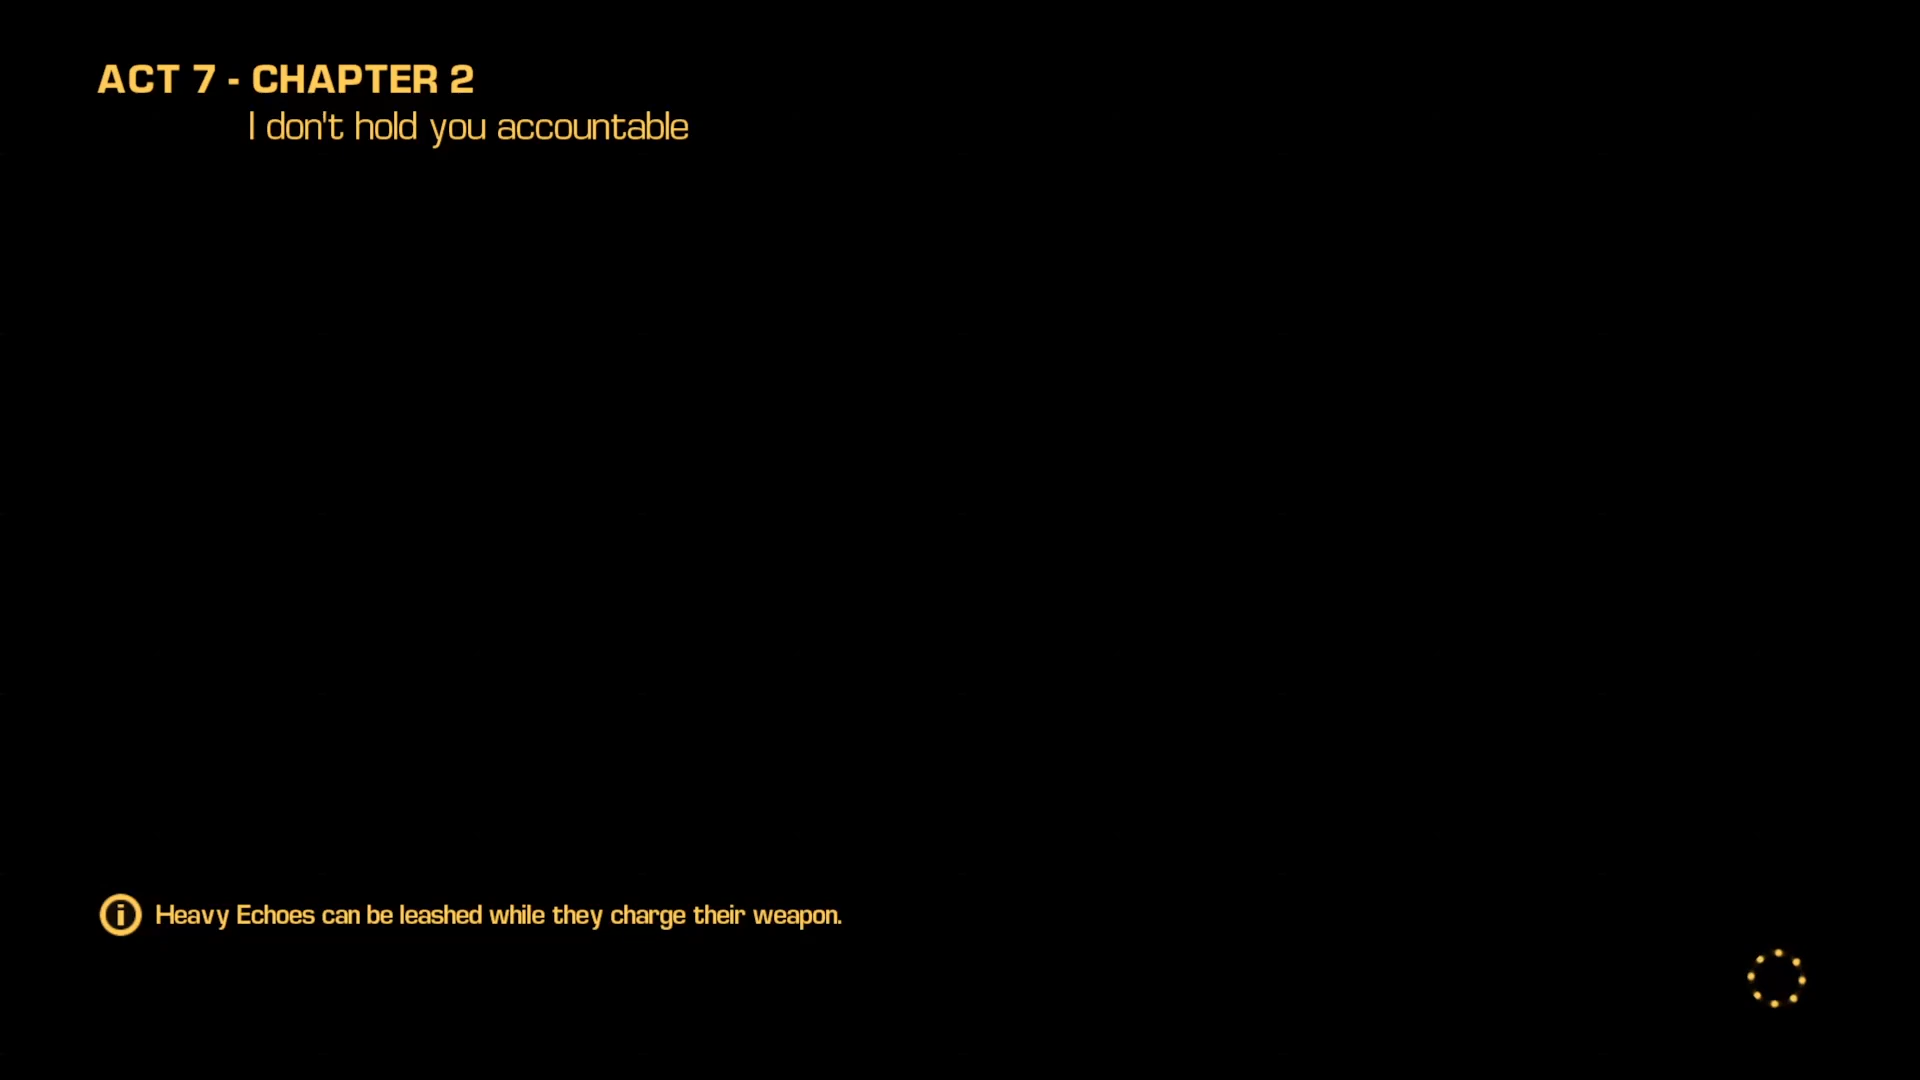 ACT 7 - CHAPTER 2
I don't hold you accountable
Heavy Echoes can be leashed while they charge their weapon.